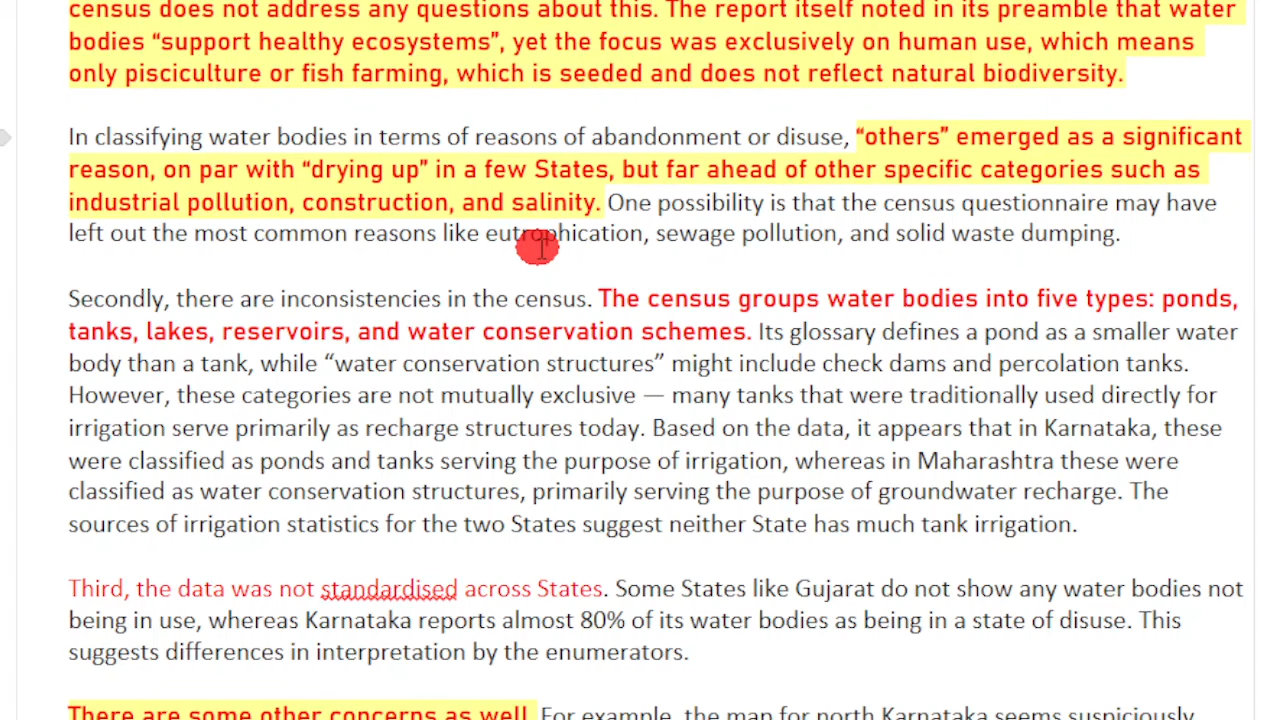 census does not address any questions about this. The report itself noted in its preamble that water
bodies “support healthy ecosystems”, yet the focus was exclusively on human use, which means
only pisciculture or fish farming, which is seeded and does not reflect natural biodiversity.
In classifying water bodies in terms of reasons of abandonment or disuse, “others” emerged as a significant
reason, on par with “drying up” in a few States, but far ahead of other specific categories such as
industrial pollution, construction, and salinity. One possibility is that the census questionnaire may have
left out the most common reasons like eutrophication, sewage pollution, and solid waste dumping.
Secondly, there are inconsistencies in the census. The census groups water bodies into five types: ponds,
tanks, lakes, reservoirs, and water conservation schemes. Its glossary defines a pond as a smaller water
body than a tank, while “water conservation structures” might include check dams and percolation tanks.
However, these categories are not mutually exclusive — many tanks that were traditionally used directly for
irrigation serve primarily as recharge structures today. Based on the data, it appears that in Karnataka, these
were classified as ponds and tanks serving the purpose of irrigation, whereas in Maharashtra these were
classified as water conservation structures, primarily serving the purpose of groundwater recharge. The
sources of irrigation statistics for the two States suggest neither State has much tank irrigation.
Third, the data was not standardised across States. Some States like Gujarat do not show any water bodies not
being in use, whereas Karnataka reports almost 80% of its water bodies as being in a state of disuse. This
suggests differences in interpretation by the enumerators.
There are some other concerns as well. For example, the map for north Karnataka seems suspiciously